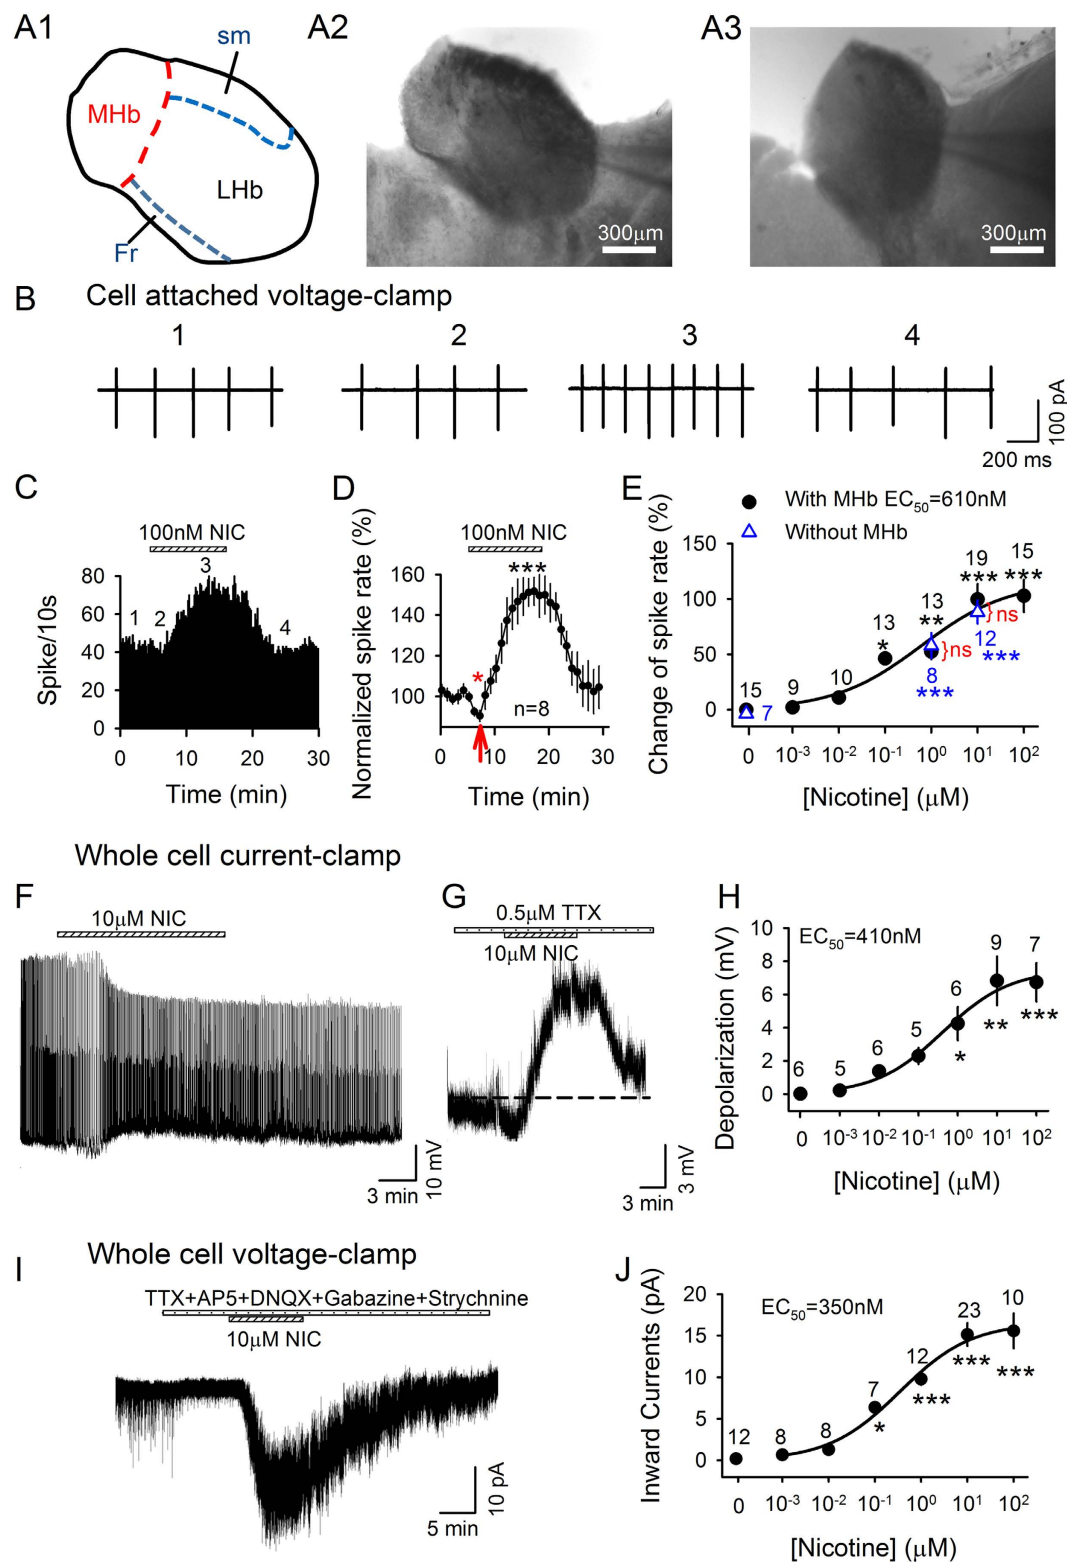 A1
sm
MHb
LHb
Fr
A2
300μm
A3
300μm
B
Cell attached voltage-clamp
1
2
3
4
100 pA
200 ms
C
100nM NIC
Spike/10s
80
60
40
20
0
1
2
3
4
0
10
20
30
Time (min)
D
100nM NIC
Normalized spike rate (%)
160
140
120
100
***
*
n=8
0
10
20
30
Time (min)
E
With MHb EC50=610nM
Without MHb
Change of spike rate (%)
150
100
50
0
15
7
9
10
13
*
13
**
}ns
8
***
19
***
}ns
12
***
15
***
0
10-3
10-2
10-1
100
101
102
[Nicotine] (μM)
Whole cell current-clamp
F
10μM NIC
10 mV
3 min
G
0.5μM TTX
10μM NIC
3 mV
3 min
H
EC50=410nM
Depolarization (mV)
10
8
6
4
2
0
6
5
6
5
6
*
9
**
7
***
0
10-3
10-2
10-1
100
101
102
[Nicotine] (μM)
Whole cell voltage-clamp
I
TTX+AP5+DNQX+Gabazine+Strychnine
10μM NIC
10 pA
5 min
J
EC50=350nM
Inward Currents (pA)
20
15
10
5
0
12
8
8
7
*
12
***
23
***
10
***
0
10-3
10-2
10-1
100
101
102
[Nicotine] (μM)